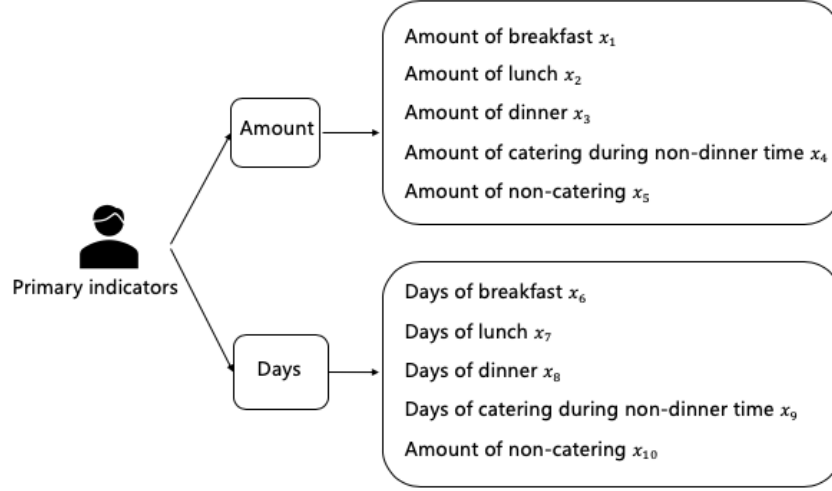 Primary indicators
Amount
Amount of breakfast x₁
Amount of lunch x₂
Amount of dinner x₃
Amount of catering during non-dinner time x₄
Amount of non-catering x₅
Days
Days of breakfast x₆
Days of lunch x₇
Days of dinner x₈
Days of catering during non-dinner time x₉
Amount of non-catering x₁₀